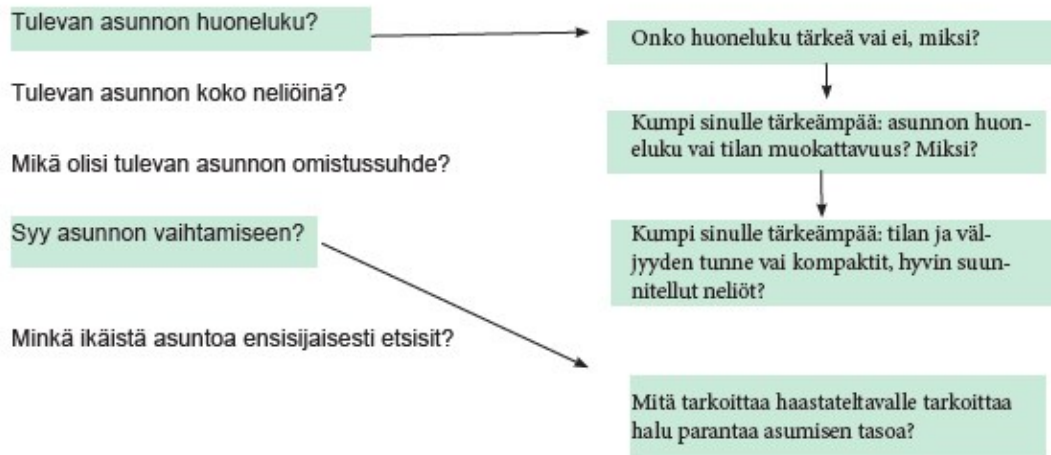 Tulevan asunnon huoneluku?
Tulevan asunnon koko neliöinä?
Mikä olisi tulevan asunnon omistussuhde?
Syy asunnon vaihtamiseen?
Minkä ikäistä asuntoa ensisijaisesti etsisit?
Onko huoneluku tärkeä vai ei, miksi?
Kumpi sinulle tärkeämpää: asunnon huon-
eluku vai tilan muokattavuus? Miksi?
Kumpi sinulle tärkeämpää: tilan ja väl-
jyyden tunne vai kompaktit, hyvin suun-
nitellut neliöt?
Mitä tarkoittaa haastateltavalle tarkoittaa
halu parantaa asumisen tasoa?